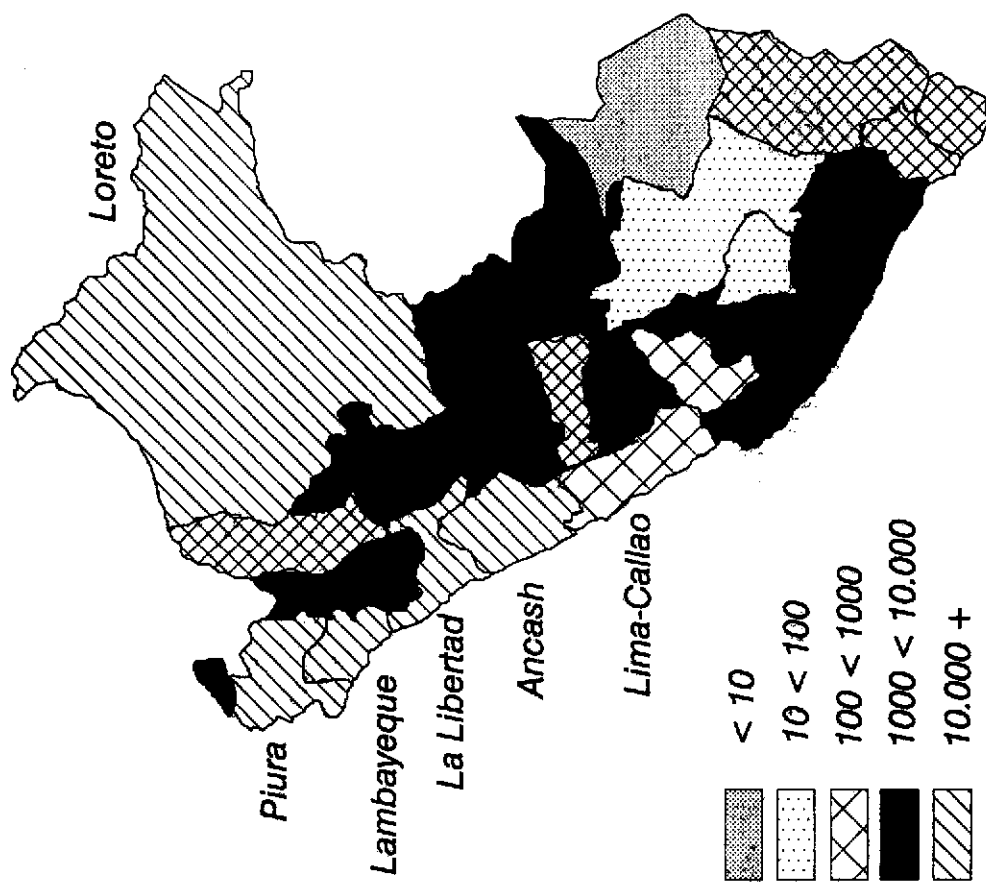 Loreto
Piura
Lambayeque
La Libertad
Ancash
Lima-Callao
< 10
10 < 100
100 < 1000
1000 < 10.000
10.000 +